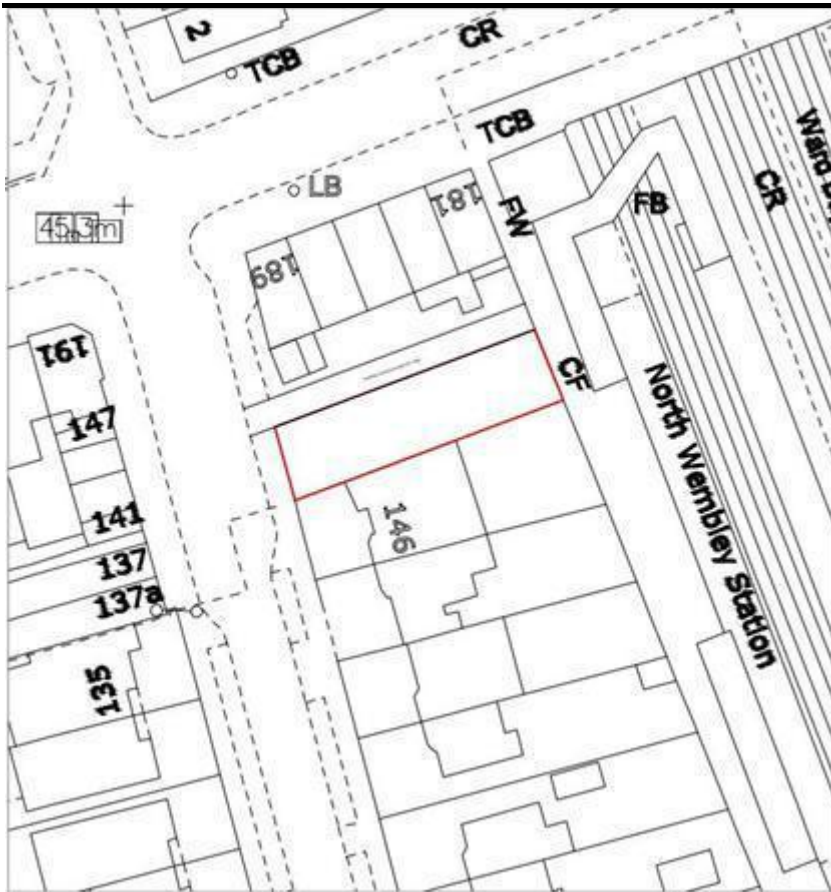 2
CR
TCB
TCB
Ward
LB
181
FW
FB
CR
45.3m
189
191
CF
147
North Wembley Station
146
141
137
137a
135